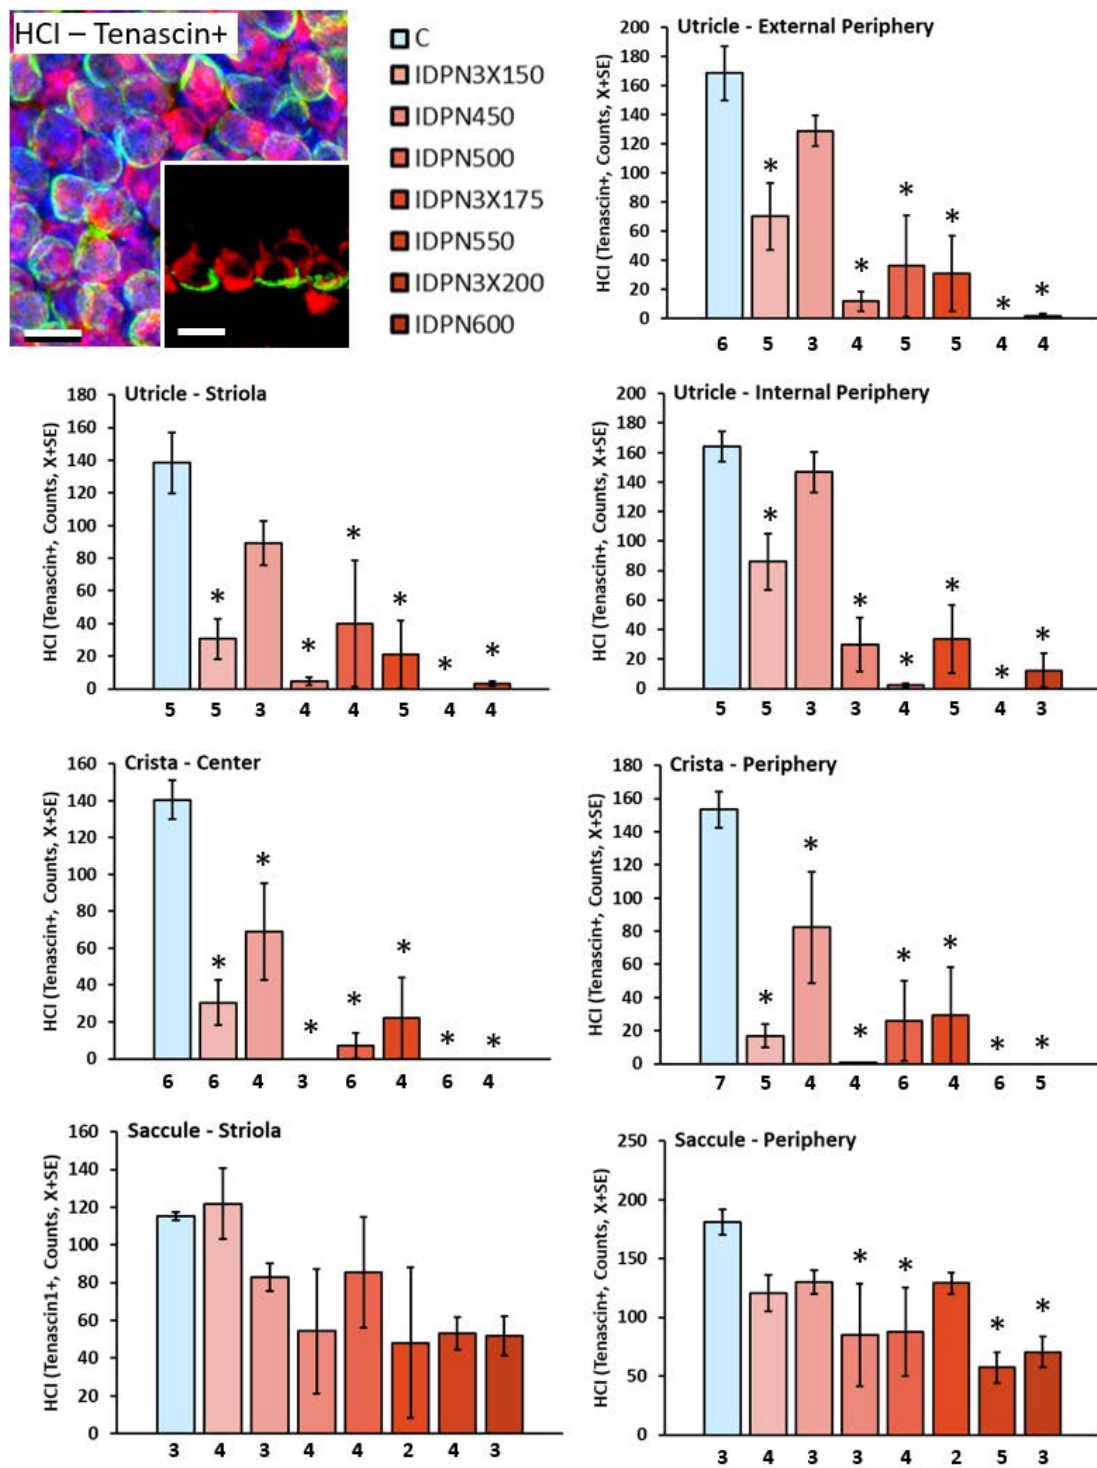 HCI – Tenascin+
C
IDPN3X150
IDPN450
IDPN500
IDPN3X175
IDPN550
IDPN3X200
IDPN600
Utricle - External Periphery
HCI (Tenascin+, Counts, X+SE)
200
180
160
140
120
100
80
60
40
20
0
* * * * * *
6 5 3 4 5 5 4 4
Utricle - Striola
HCI (Tenascin+, Counts, X+SE)
180
160
140
120
100
80
60
40
20
0
* * * * * *
5 5 3 4 4 5 4 4
Utricle - Internal Periphery
HCI (Tenascin+, Counts, X+SE)
200
180
160
140
120
100
80
60
40
20
0
* * * * * *
5 5 3 3 4 5 4 3
Crista - Center
HCI (Tenascin+, Counts, X+SE)
160
140
120
100
80
60
40
20
0
* * * * * * *
6 6 4 3 6 4 6 4
Crista - Periphery
HCI (Tenascin+, Counts, X+SE)
180
160
140
120
100
80
60
40
20
0
* * * * * * *
7 5 4 4 6 4 6 5
Saccule - Striola
HCI (Tenascin1+, Counts, X+SE)
160
140
120
100
80
60
40
20
0
3 4 3 4 4 2 4 3
Saccule - Periphery
HCI (Tenascin+, Counts, X+SE)
250
200
150
100
50
0
* * * *
3 4 3 3 4 2 5 3